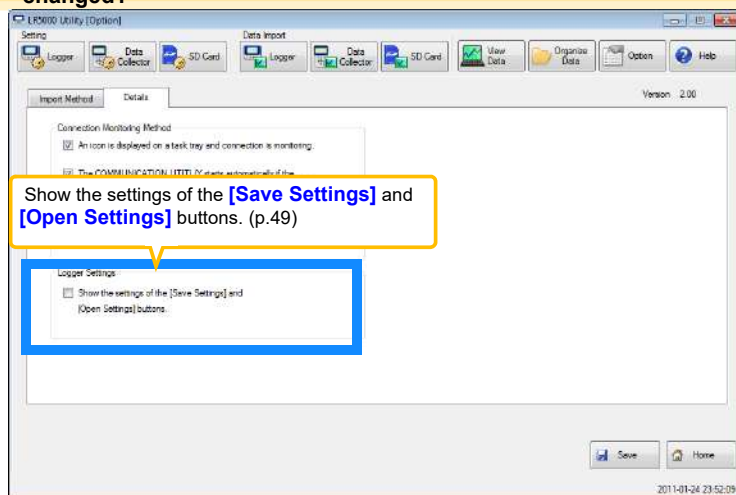 changed?
LR5000 Utility [Option]
Setting
Data Import
Logger
Data Collector
SD Card
Logger
Data Collector
SD Card
View Data
Organize Data
Option
Help
Import Method
Details
Version 2.00
Connection Monitoring Method
An icon is displayed on a task tray and connection is monitoring.
The COMMUNICATION UTITLIY starts automatically if the
Show the settings of the [Save Settings] and
[Open Settings] buttons. (p.49)
Logger Settings
Show the settings of the [Save Settings] and
[Open Settings] buttons.
Save
Home
2011-01-24 23:52:09